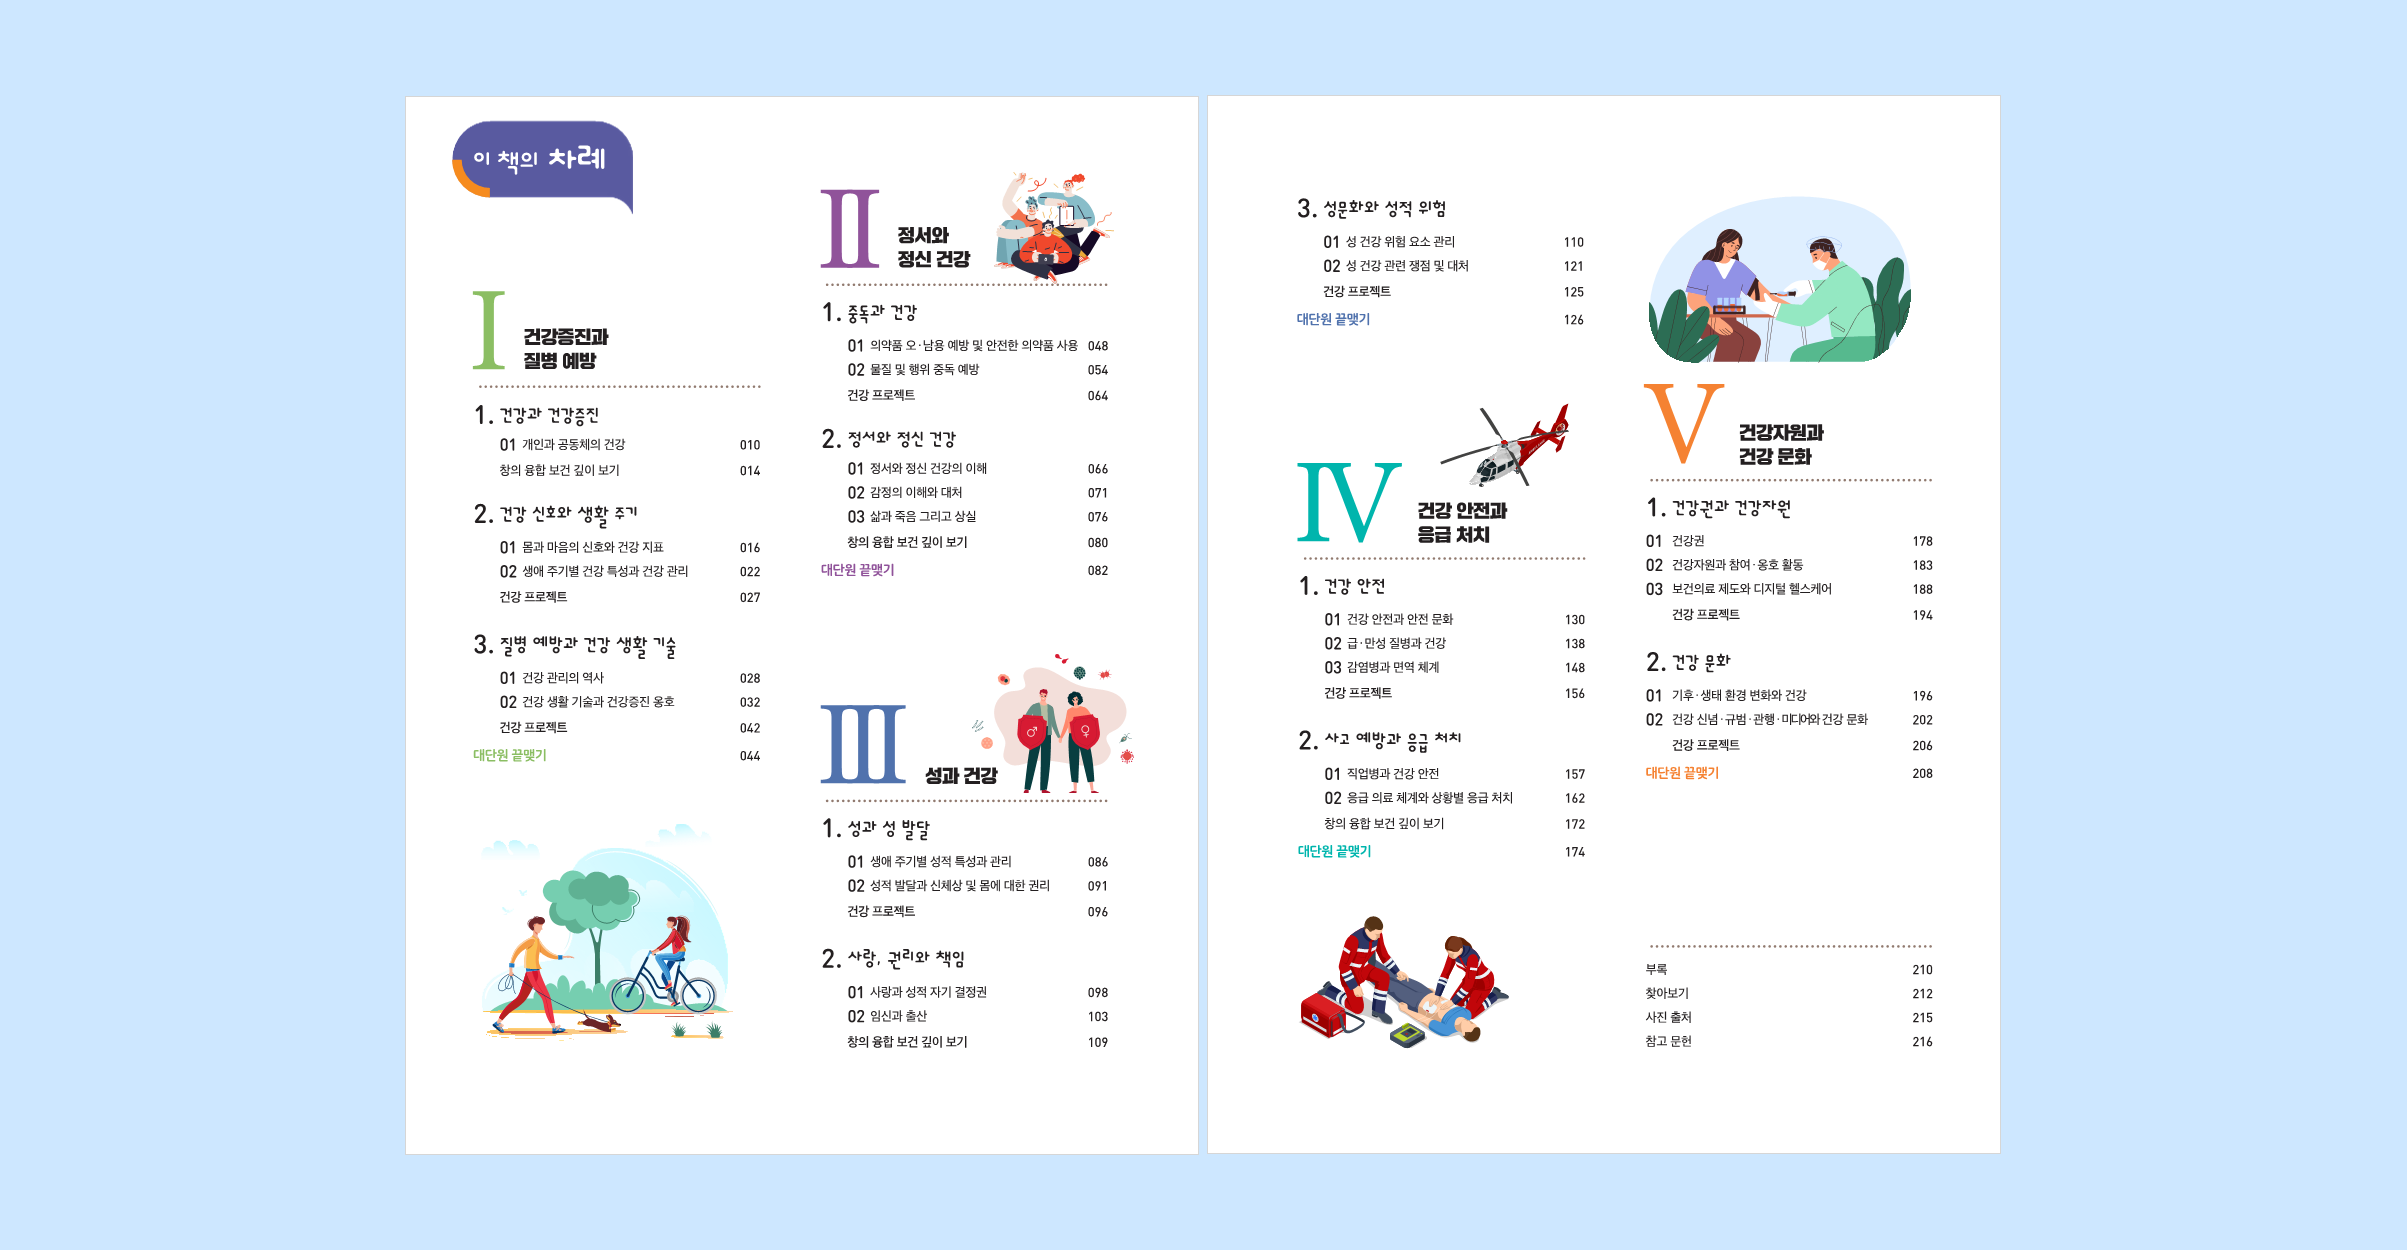 이 책의 차례
I
건강증진과
질병 예방
1. 건강과 건강증진
01 개인과 공동체의 건강 010
창의 융합 보건 깊이 보기 014
2. 건강 신호와 생활 주기
01 몸과 마음의 신호와 건강 지표 016
02 생애 주기별 건강 특성과 건강 관리 022
건강 프로젝트 027
3. 질병 예방과 건강 생활 기술
01 건강 관리의 역사 028
02 건강 생활 기술과 건강증진 옹호 032
건강 프로젝트 042
대단원 끝맺기 044
II
정서와
정신 건강
1. 중독과 건강
01 의약품 오·남용 예방 및 안전한 의약품 사용 048
02 물질 및 행위 중독 예방 054
건강 프로젝트 064
2. 정서와 정신 건강
01 정서와 정신 건강의 이해 066
02 감정의 이해와 대처 071
03 삶과 죽음 그리고 상실 076
창의 융합 보건 깊이 보기 080
대단원 끝맺기 082
III
성과 건강
1. 성과 성 발달
01 생애 주기별 성적 특성과 관리 086
02 성적 발달과 신체상 및 몸에 대한 권리 091
건강 프로젝트 096
2. 사랑, 권리와 책임
01 사랑과 성적 자기 결정권 098
02 임신과 출산 103
창의 융합 보건 깊이 보기 109
3. 성문화와 성적 위험
01 성 건강 위험 요소 관리 110
02 성 건강 관련 쟁점 및 대처 121
건강 프로젝트 125
대단원 끝맺기 126
IV
건강 안전과
응급 처치
1. 건강 안전
01 건강 안전과 안전 문화 130
02 급·만성 질병과 건강 138
03 감염병과 면역 체계 148
건강 프로젝트 156
2. 사고 예방과 응급 처치
01 직업병과 건강 안전 157
02 응급 의료 체계와 상황별 응급 처치 162
창의 융합 보건 깊이 보기 172
대단원 끝맺기 174
V
건강자원과
건강 문화
1. 건강권과 건강자원
01 건강권 178
02 건강자원과 참여·옹호 활동 183
03 보건의료 제도와 디지털 헬스케어 188
건강 프로젝트 194
2. 건강 문화
01 기후·생태 환경 변화와 건강 196
02 건강 신념·규범·관행·미디어와 건강 문화 202
건강 프로젝트 206
대단원 끝맺기 208
부록 210
찾아보기 212
사진 출처 215
참고 문헌 216